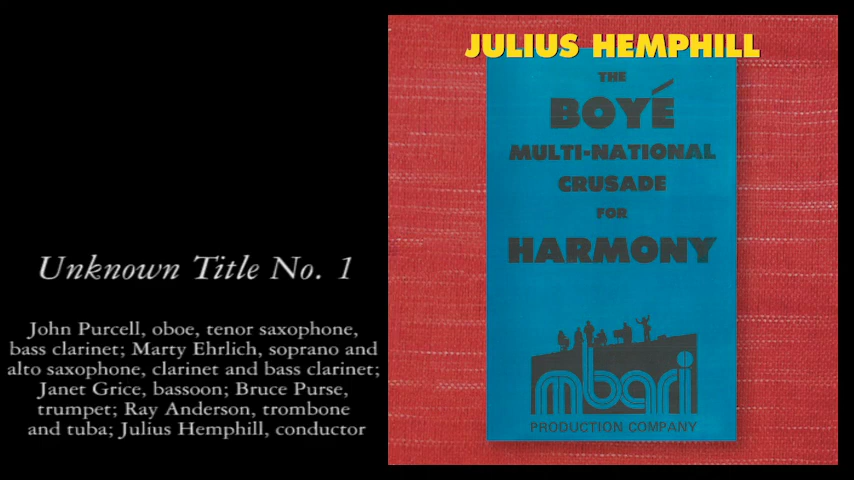 Unknown Title No. 1
John Purcell, oboe, tenor saxophone,
bass clarinet; Marty Ehrlich, soprano and
alto saxophone, clarinet and bass clarinet;
Janet Grice, bassoon; Bruce Purse,
trumpet; Ray Anderson, trombone
and tuba; Julius Hemphill, conductor
JULIUS HEMPHILL
THE
BOYÉ
MULTI-NATIONAL
CRUSADE
FOR
HARMONY
mbari
PRODUCTION COMPANY